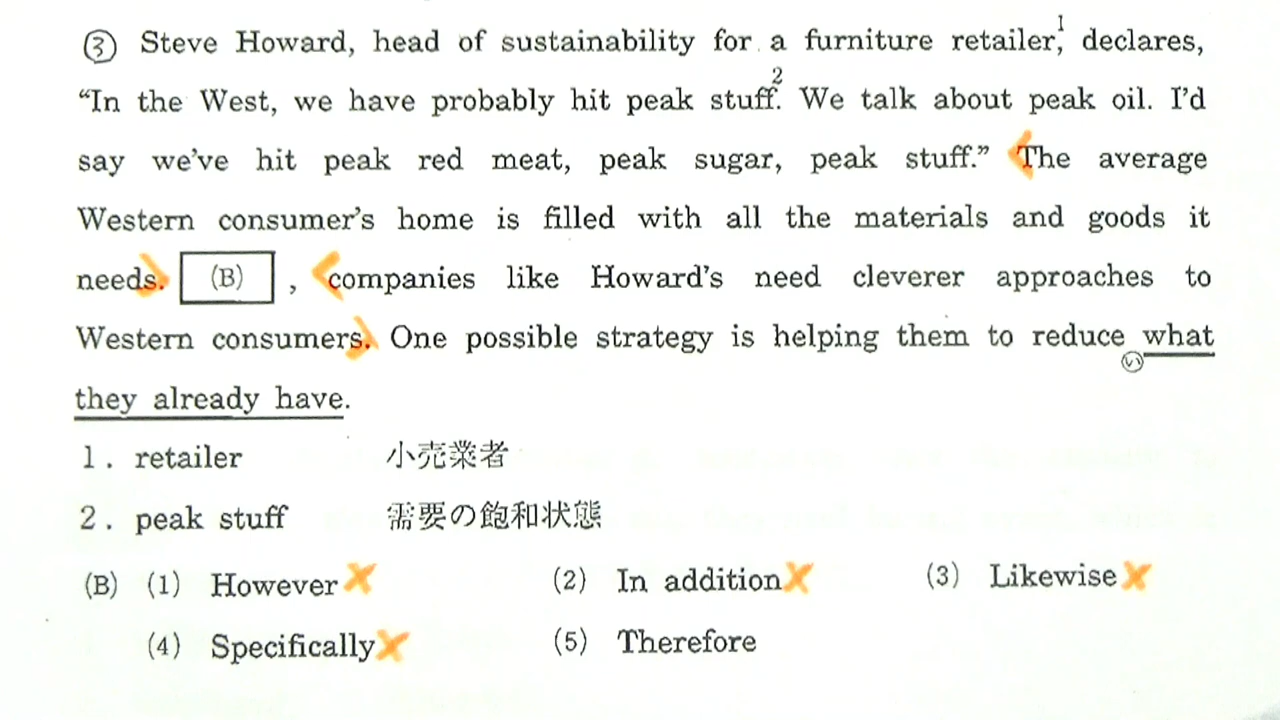 ③ Steve Howard, head of sustainability for a furniture retailer,¹ declares,
“In the West, we have probably hit peak stuff.² We talk about peak oil. I’d
say we’ve hit peak red meat, peak sugar, peak stuff.” The average
Western consumer’s home is filled with all the materials and goods it
needs. (B) , companies like Howard’s need cleverer approaches to
Western consumers. One possible strategy is helping them to reduce what
(い)
they already have.
1. retailer 小売業者
2. peak stuff 需要の飽和状態
(B) (1) However × (2) In addition × (3) Likewise ×
(4) Specifically × (5) Therefore